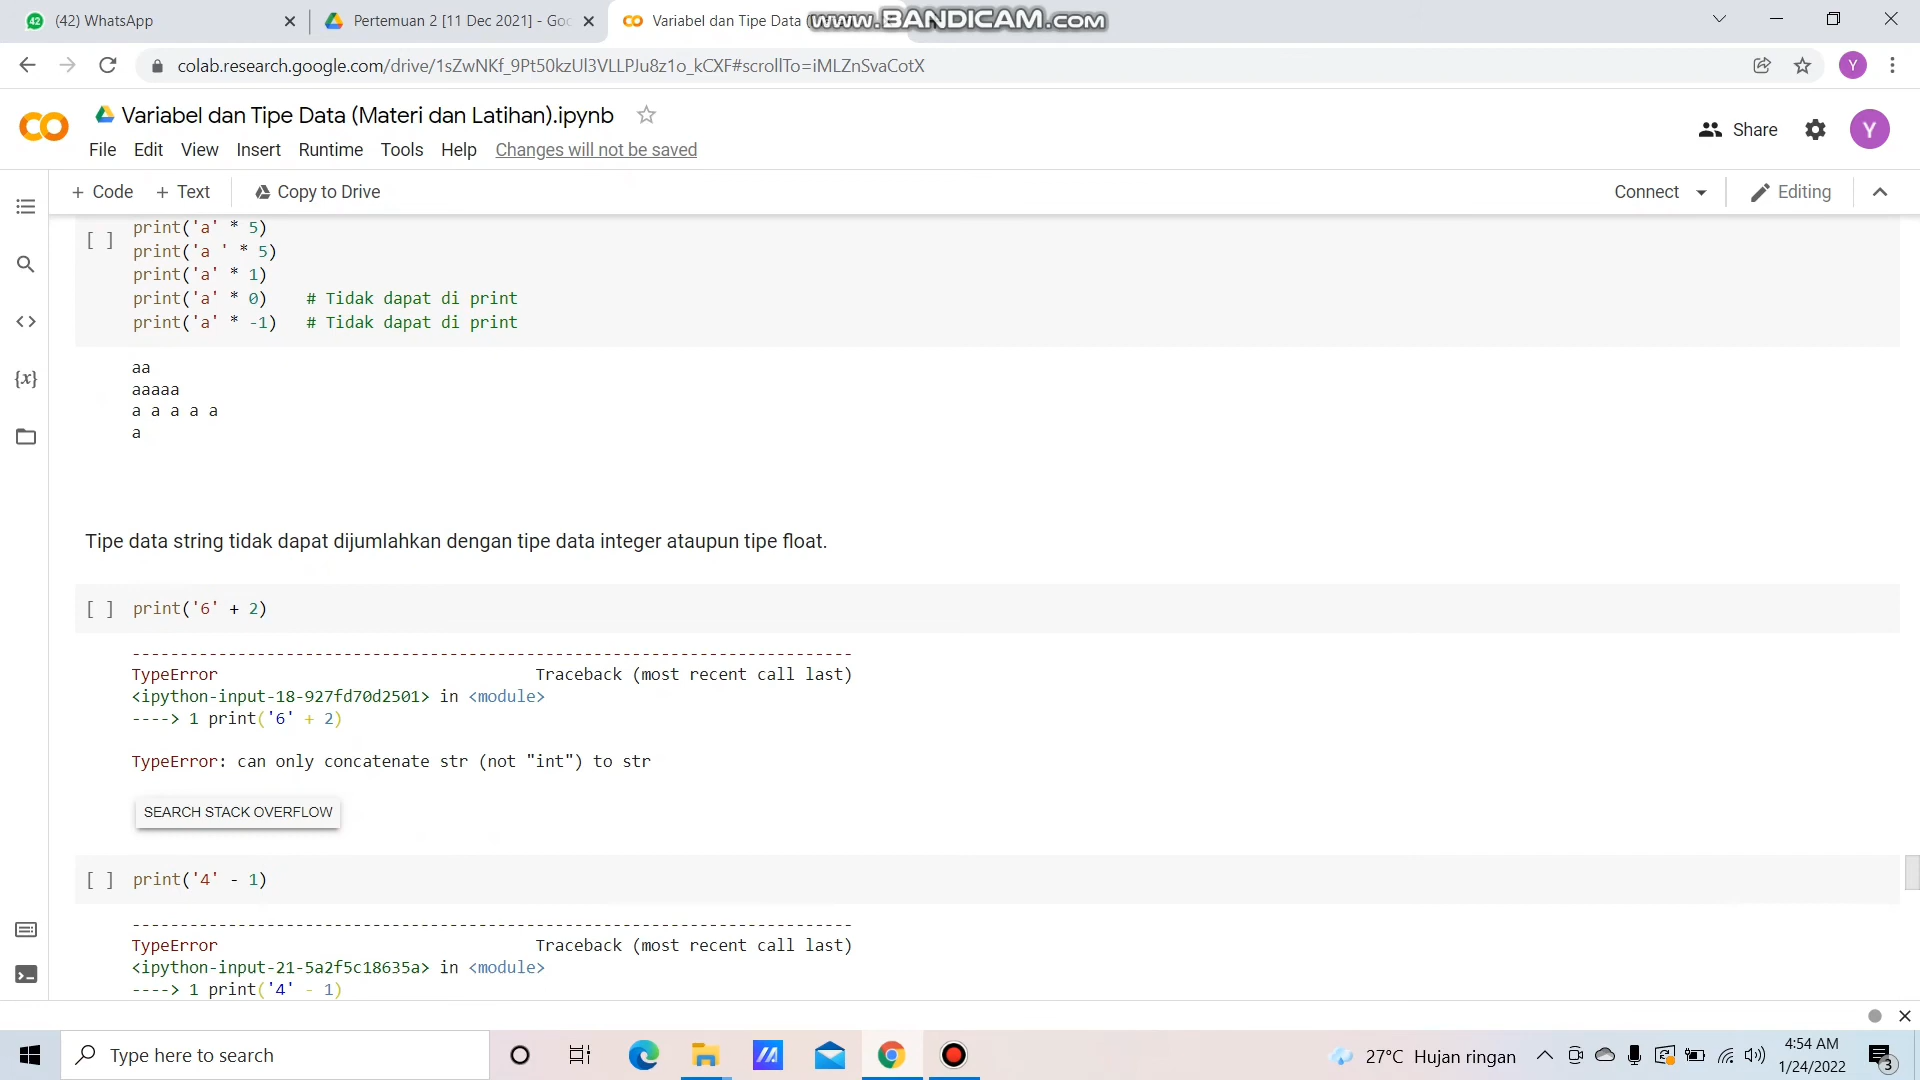 (42) WhatsApp
Pertemuan 2 [11 Dec 2021] - Goo
Variabel dan Tipe Data (
www.BANDICAM.com
colab.research.google.com/drive/1sZwNKf_9Pt50kzUl3VLLPJu8z1o_kCXF#scrollTo=iMLZnSvaCotX
Y
Variabel dan Tipe Data (Materi dan Latihan).ipynb
Share
Y
File Edit View Insert Runtime Tools Help Changes will not be saved
+ Code + Text Copy to Drive
Connect
Editing
print('a' * 5)
[ ]
print('a ' * 5)
print('a' * 1)
print('a' * 0) # Tidak dapat di print
print('a' * -1) # Tidak dapat di print
{x}
aa
aaaaa
a a a a a
a
Tipe data string tidak dapat dijumlahkan dengan tipe data integer ataupun tipe float.
[ ] print('6' + 2)
---------------------------------------------------------------------------
TypeError Traceback (most recent call last)
<ipython-input-18-927fd70d2501> in <module>
----> 1 print('6' + 2)
TypeError: can only concatenate str (not "int") to str
SEARCH STACK OVERFLOW
[ ] print('4' - 1)
---------------------------------------------------------------------------
TypeError Traceback (most recent call last)
<ipython-input-21-5a2f5c18635a> in <module>
----> 1 print('4' - 1)
Type here to search
27°C Hujan ringan
4:54 AM
1/24/2022
3